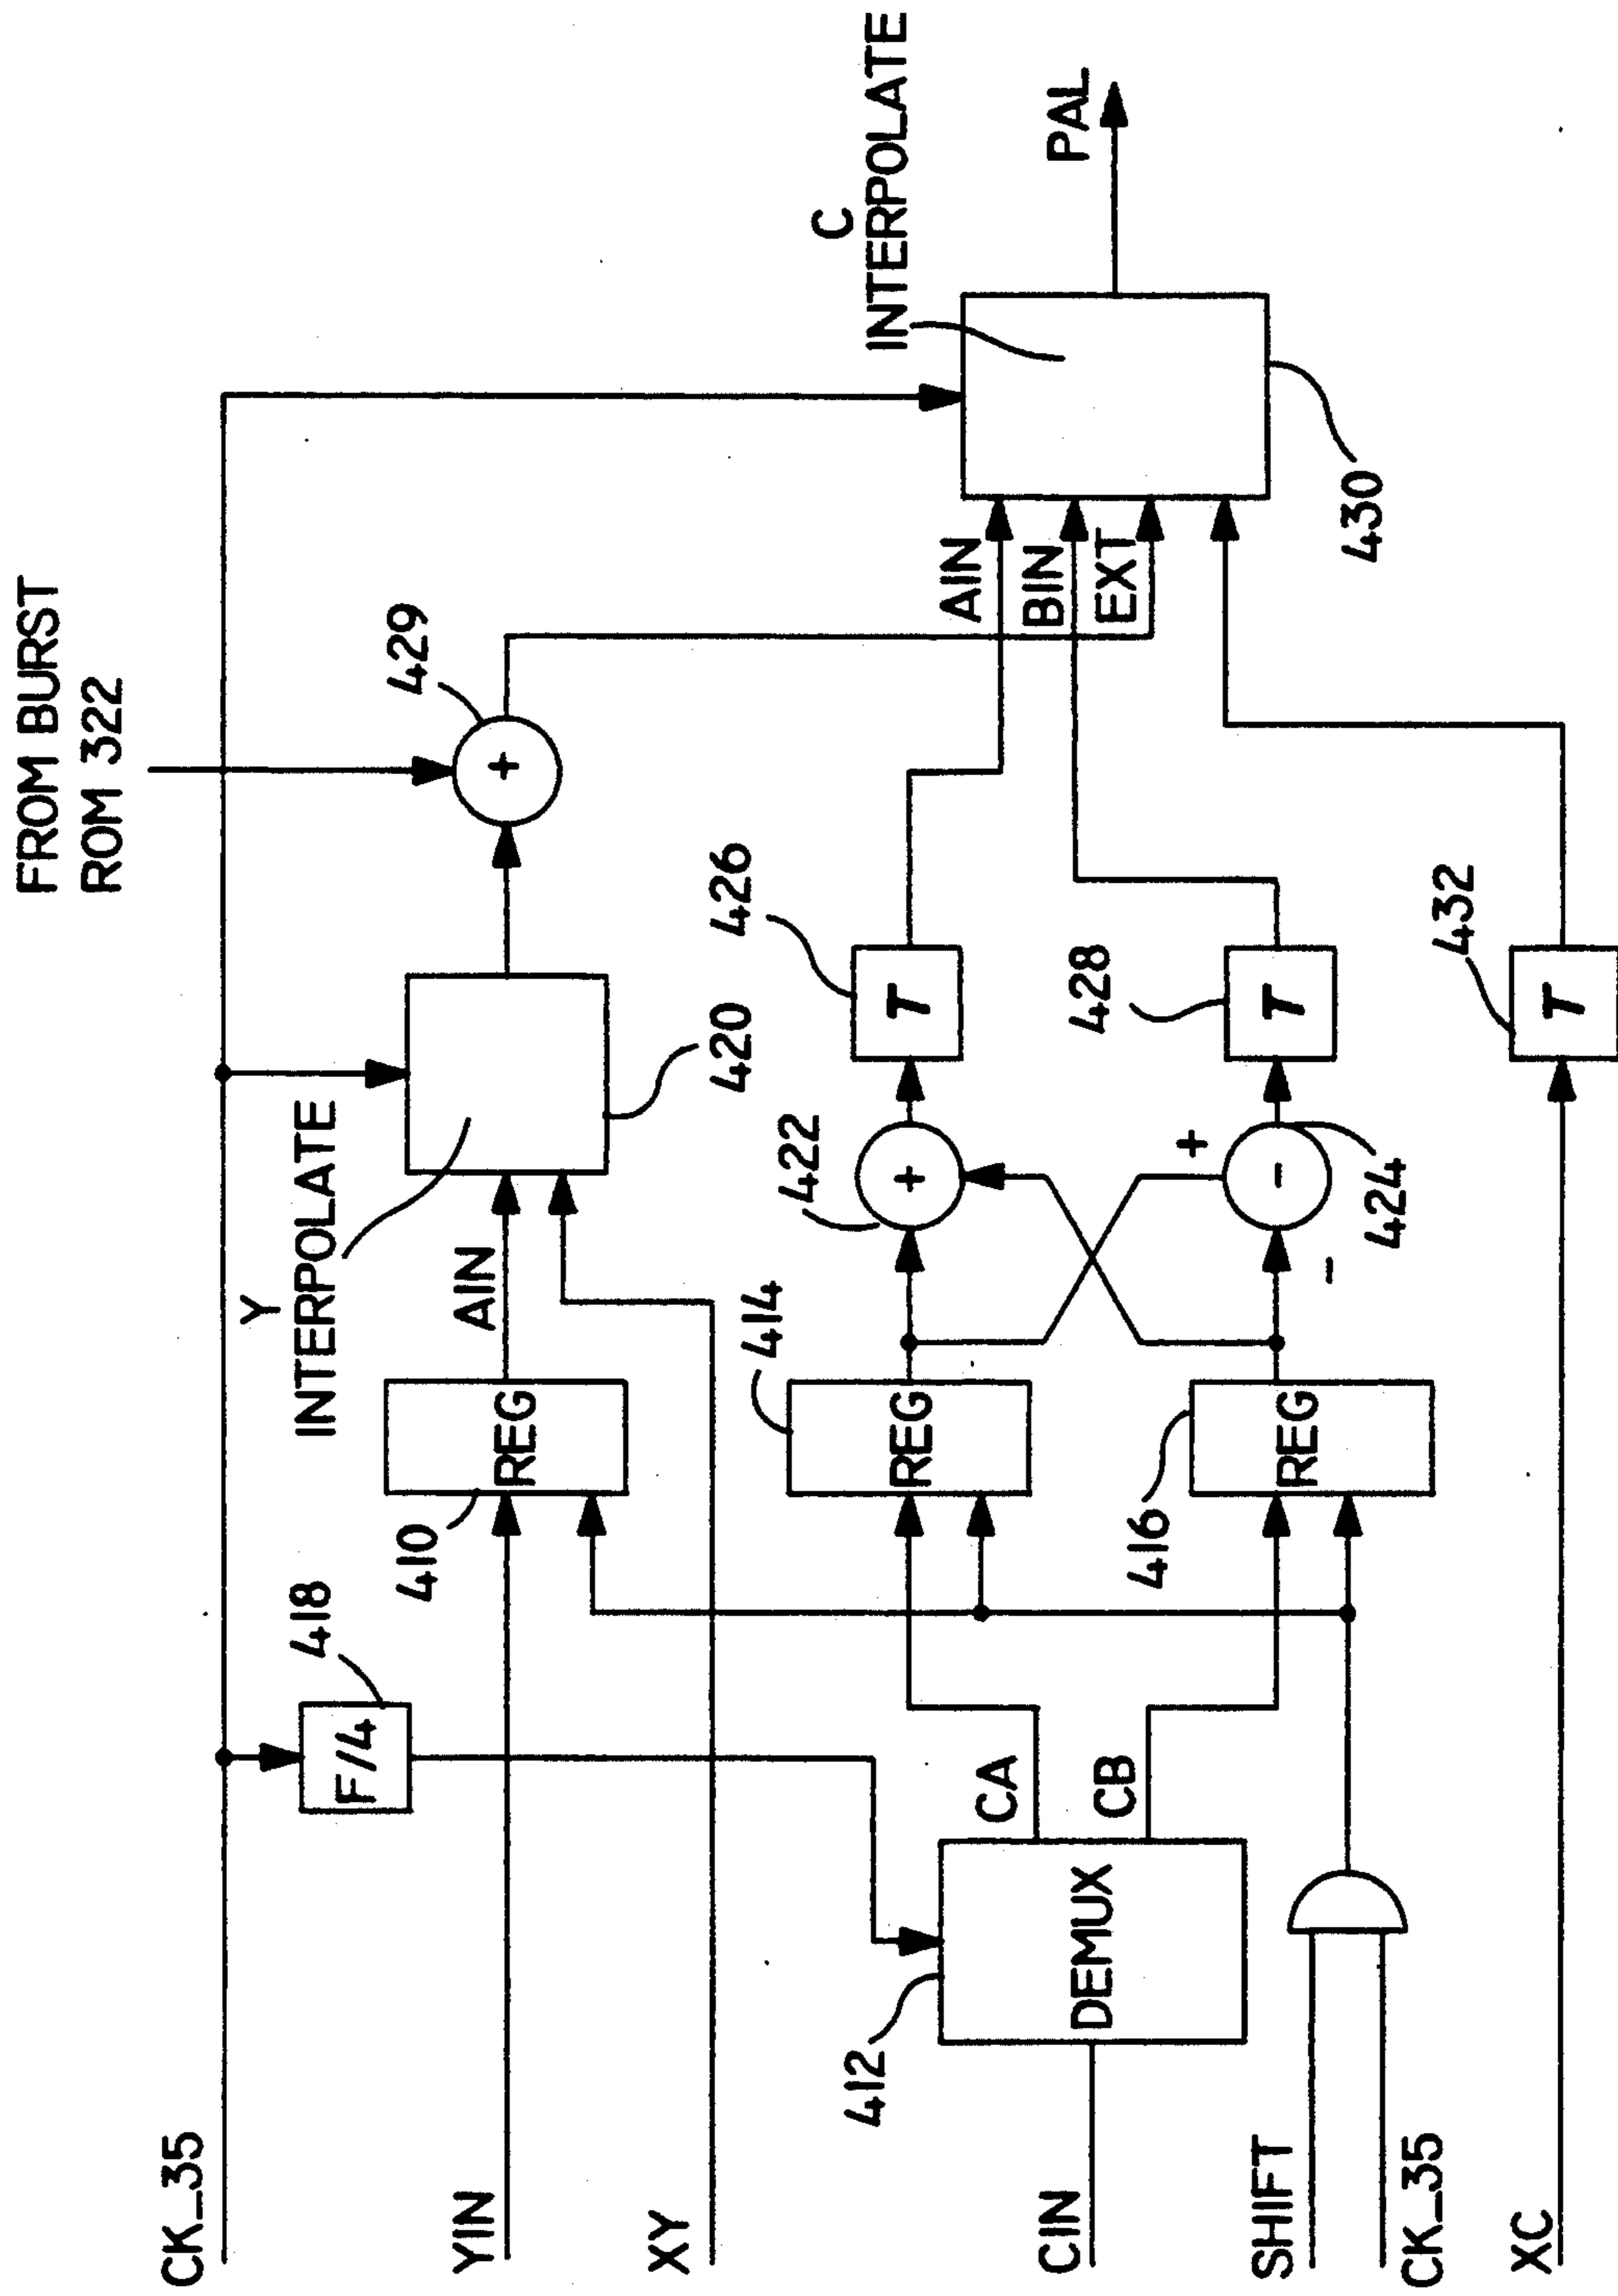 FROM BURST
ROM 322
CK_35
418
F/4
Y
INTERPOLATE
429
C
INTERPOLATE
YIN
410
REG
AIN
420
XY
414
REG
422
+
426
T
+
AIN
BIN
EXT
PAL
412
DEMUX
CIN
CA
CB
416
REG
+
-
-
424
428
T
430
SHIFT
CK_35
XC
432
T